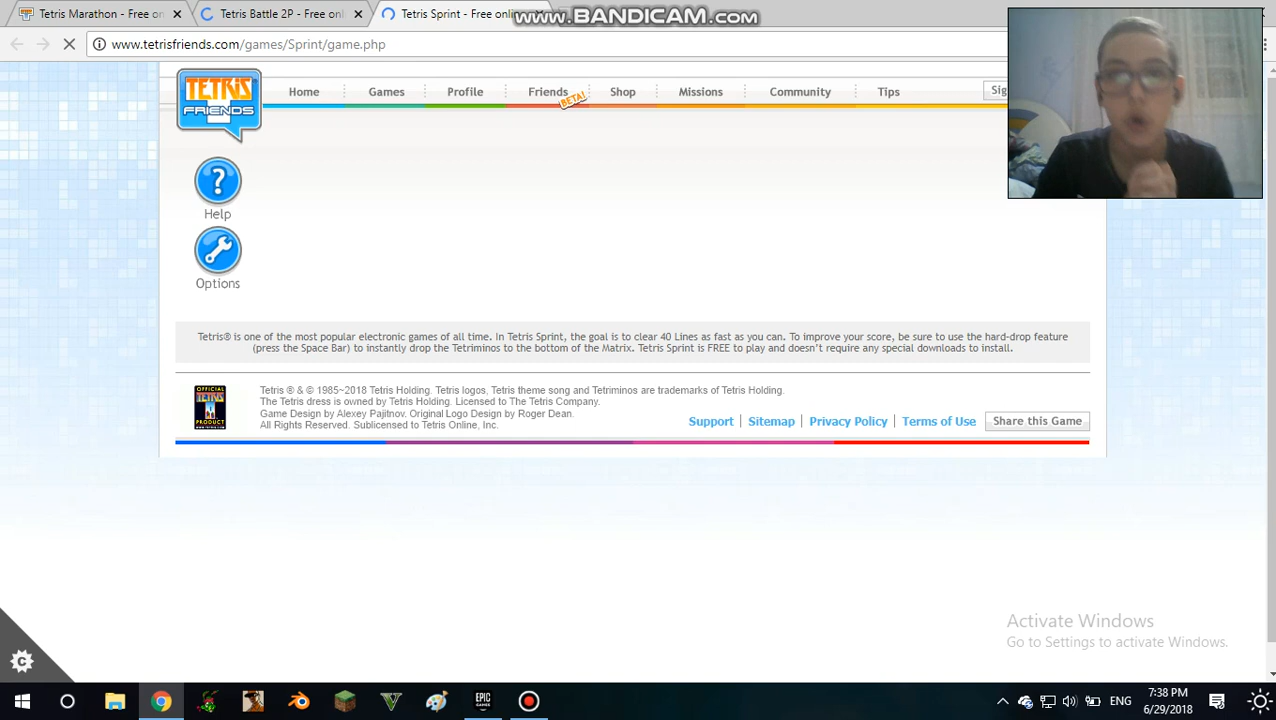 www.BANDICAM.com
Tetris Marathon - Free on
Tetris Battle 2P - Free on
Tetris Sprint - Free onlin
www.tetrisfriends.com/games/Sprint/game.php
TETRIS
FRIENDS
Home
Games
Profile
Friends
BETA!
Shop
Missions
Community
Tips
Help
Options
Tetris® is one of the most popular electronic games of all time. In Tetris Sprint, the goal is to clear 40 Lines as fast as you can. To improve your score, be sure to use the hard-drop feature
(press the Space Bar) to instantly drop the Tetriminos to the bottom of the Matrix. Tetris Sprint is FREE to play and doesn't require any special downloads to install.
OFFICIAL
TETRIS
PRODUCT
Tetris ® & © 1985~2018 Tetris Holding. Tetris logos, Tetris theme song and Tetriminos are trademarks of Tetris Holding.
The Tetris dress is owned by Tetris Holding. Licensed to The Tetris Company.
Game Design by Alexey Pajitnov. Original Logo Design by Roger Dean.
All Rights Reserved. Sublicensed to Tetris Online, Inc.
Support
Sitemap
Privacy Policy
Terms of Use
Share this Game
Activate Windows
Go to Settings to activate Windows.
EPIC
GAMES
ENG
7:38 PM
6/29/2018